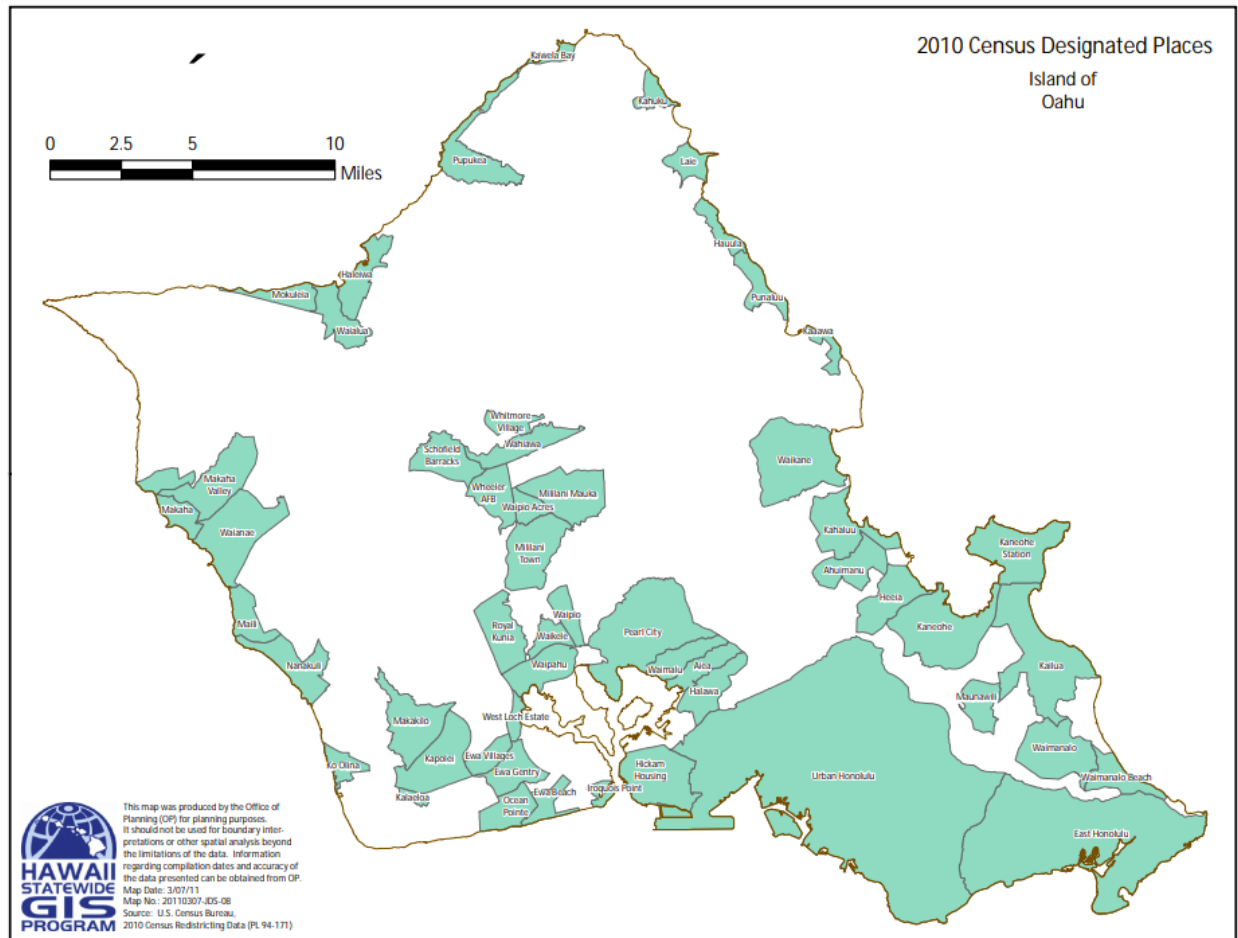 2010 Census Designated Places
Island of
Oahu
0 2.5 5 10
Miles
Kawela Bay
Kahuku
Pupukea
Laie
Hauula
Haleiwa
Mokuleia
Punaluu
Waialua
Kaaawa
Whitmore
Village
Wahiawa
Schofield
Barracks
Waikane
Makaha
Valley
Wheeler
AFB
Mililani Mauka
Waipio Acres
Makaha
Waianae
Kahaluu
Kaneohe
Station
Mililani
Town
Ahuimanu
Heeia
Waipio
Maili
Royal
Kunia
Waikele
Pearl City
Kaneohe
Nanakuli
Waipahu
Waimalu
Aiea
Kailua
Halawa
Maunawili
Makakilo
West Loch Estate
Waimanalo
Kapolei
Ewa Villages
Ko Olina
Ewa Gentry
Hickam
Housing
Urban Honolulu
Waimanalo Beach
Kalaeloa
Ocean
Pointe
Ewa Beach
Iroquois Point
East Honolulu
HAWAII
STATEWIDE
GIS
PROGRAM
This map was produced by the Office of
Planning (OP) for planning purposes.
It should not be used for boundary inter-
pretations or other spatial analysis beyond
the limitations of the data. Information
regarding compilation dates and accuracy of
the data presented can be obtained from OP.
Map Date: 3/07/11
Map No.: 20110307-JDS-08
Source: U.S. Census Bureau,
2010 Census Redistricting Data (PL 94-171)